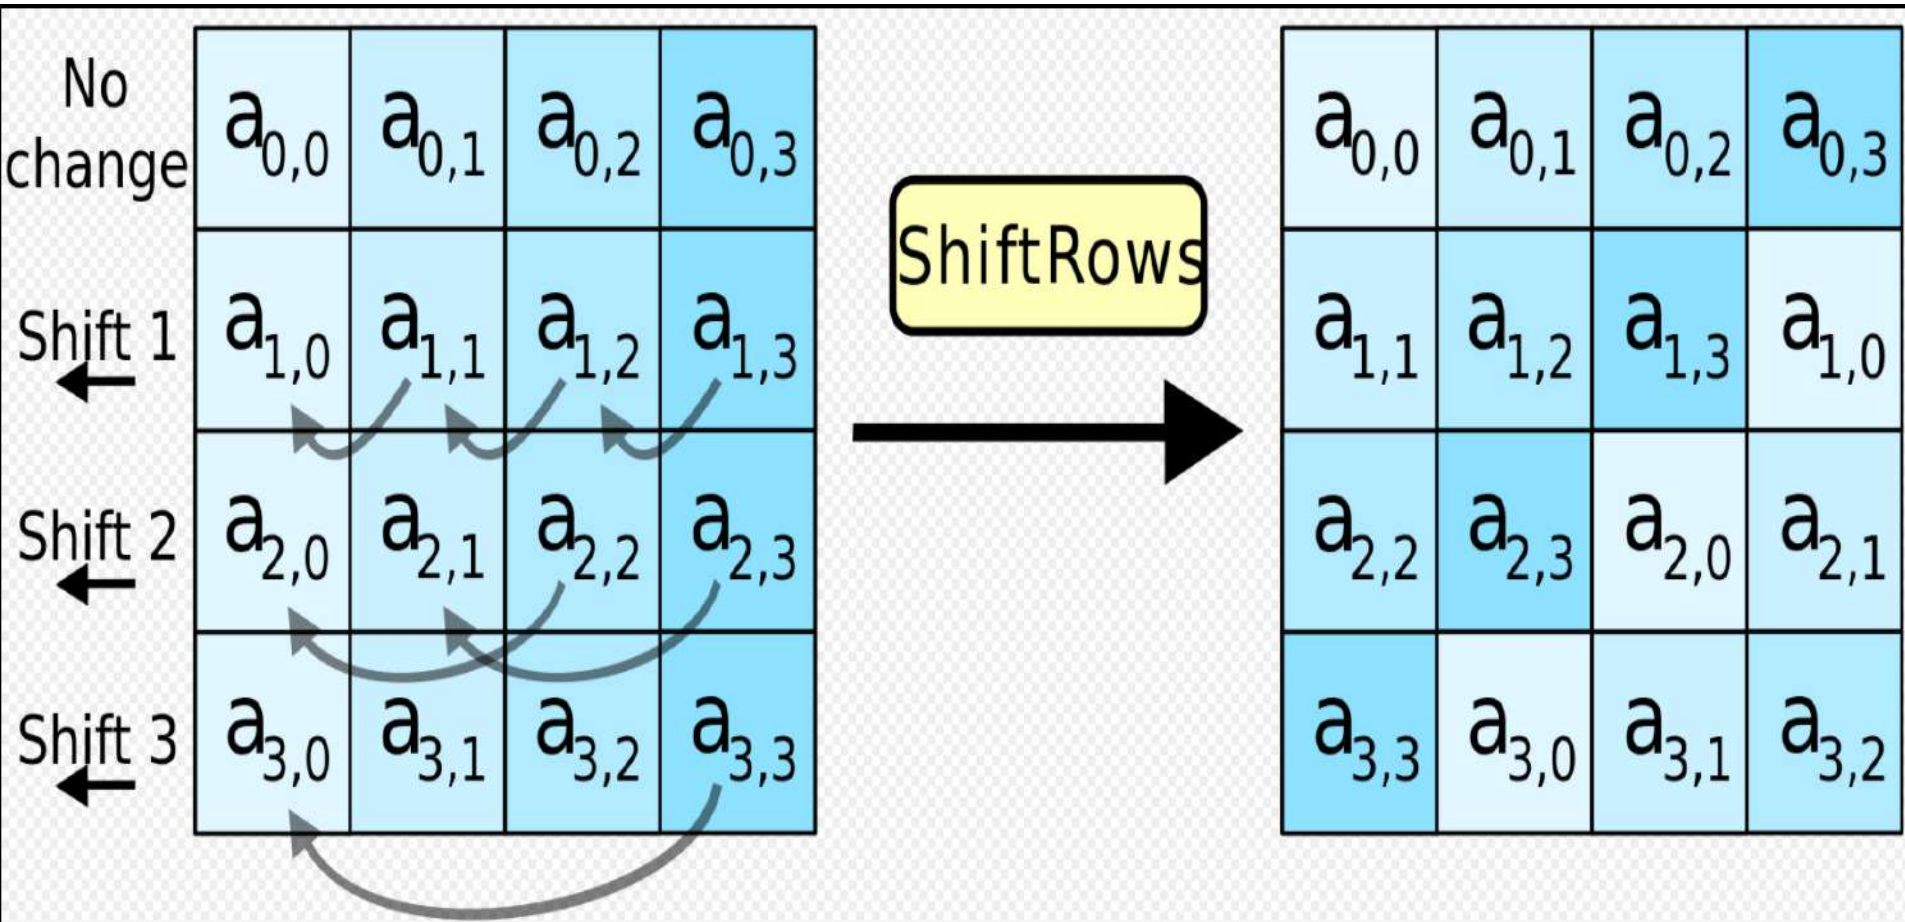 No
change
a0,0 a0,1 a0,2 a0,3
a0,0 a0,1 a0,2 a0,3
ShiftRows
Shift 1
a1,0 a1,1 a1,2 a1,3
a1,1 a1,2 a1,3 a1,0
Shift 2
a2,0 a2,1 a2,2 a2,3
a2,2 a2,3 a2,0 a2,1
Shift 3
a3,0 a3,1 a3,2 a3,3
a3,3 a3,0 a3,1 a3,2